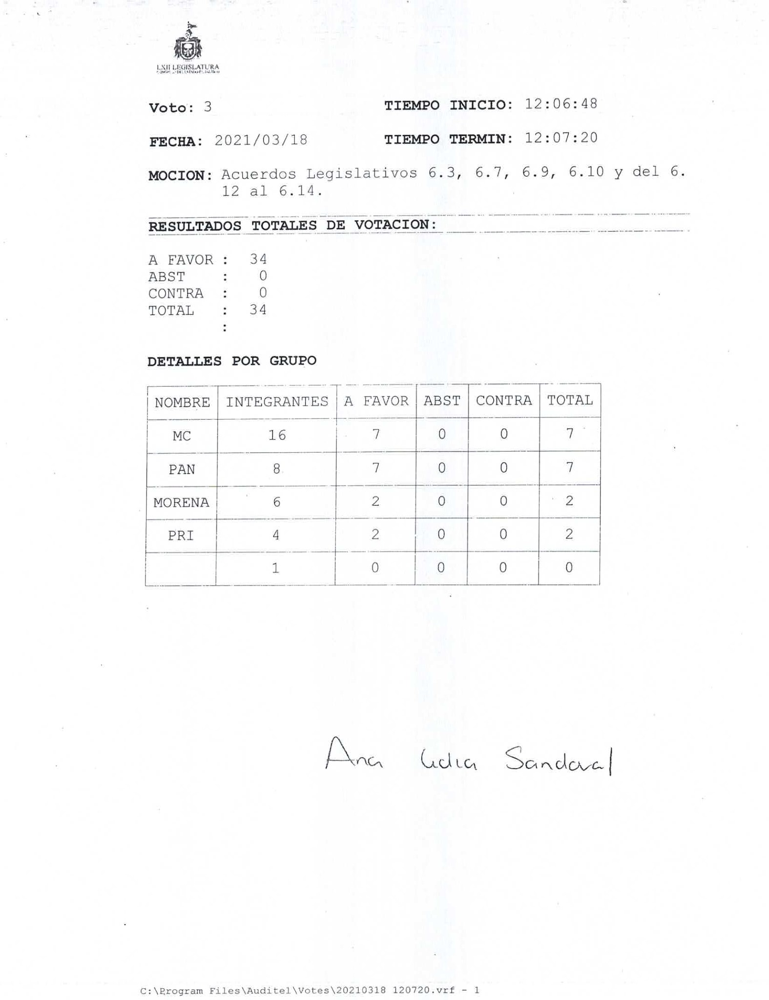 LXII LEGISLATURA
Voto: 3 TIEMPO INICIO: 12:06:48
FECHA: 2021/03/18 TIEMPO TERMIN: 12:07:20
MOCION: Acuerdos Legislativos 6.3, 6.7, 6.9, 6.10 y del 6.
12 al 6.14.
RESULTADOS TOTALES DE VOTACION:
A FAVOR : 34
ABST : 0
CONTRA : 0
TOTAL : 34
:
DETALLES POR GRUPO
NOMBRE INTEGRANTES A FAVOR ABST CONTRA TOTAL
MC 16 7 0 0 7
PAN 8 7 0 0 7
MORENA 6 2 0 0 2
PRI 4 2 0 0 2
1 0 0 0 0
Ana Lidia Sandoval
C:\Program Files\Auditel\Votes\20210318 120720.vrf - 1